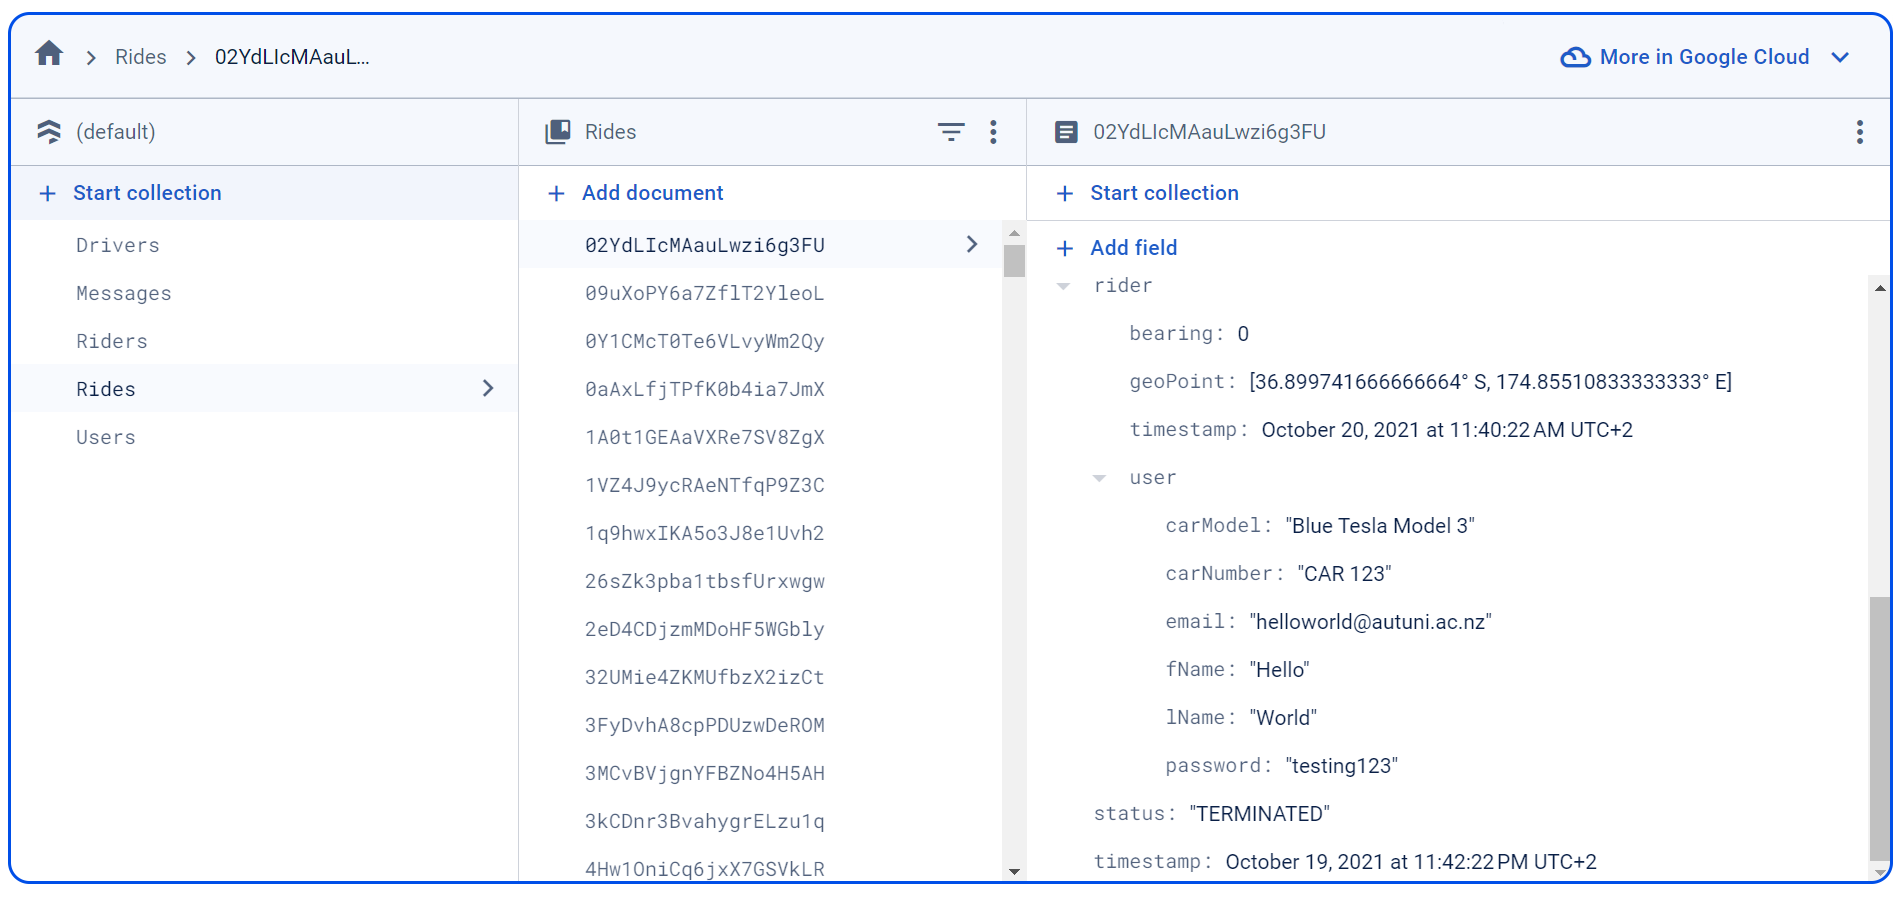 Rides 02YdLIcMAauL... More in Google Cloud
(default)
Start collection
Drivers
Messages
Riders
Rides
Users
Rides
Add document
02YdLIcMAauLwzi6g3FU
09uXoPY6a7ZflT2YleoL
0Y1CMcT0Te6VLvyWm2Qy
0aAxLfjTPfK0b4ia7JmX
1A0t1GEAaVXRe7SV8ZgX
1VZ4J9ycRAeNTfqP9Z3C
1q9hwxIKA5o3J8e1Uvh2
26sZk3pba1tbsfUrxwgw
2eD4CDjzmMDoHF5WGbly
32UMie4ZKMUfbzX2izCt
3FyDvhA8cpPDUzwDeROM
3MCvBVjgnYFBZNo4H5AH
3kCDnr3BvahygrELzu1q
4Hw1OniCq6jxX7GSVkLR
02YdLIcMAauLwzi6g3FU
Start collection
Add field
rider
bearing: 0
geoPoint: [36.899741666666664° S, 174.85510833333333° E]
timestamp: October 20, 2021 at 11:40:22 AM UTC+2
user
carModel: "Blue Tesla Model 3"
carNumber: "CAR 123"
email: "helloworld@autuni.ac.nz"
fName: "Hello"
lName: "World"
password: "testing123"
status: "TERMINATED"
timestamp: October 19, 2021 at 11:42:22 PM UTC+2